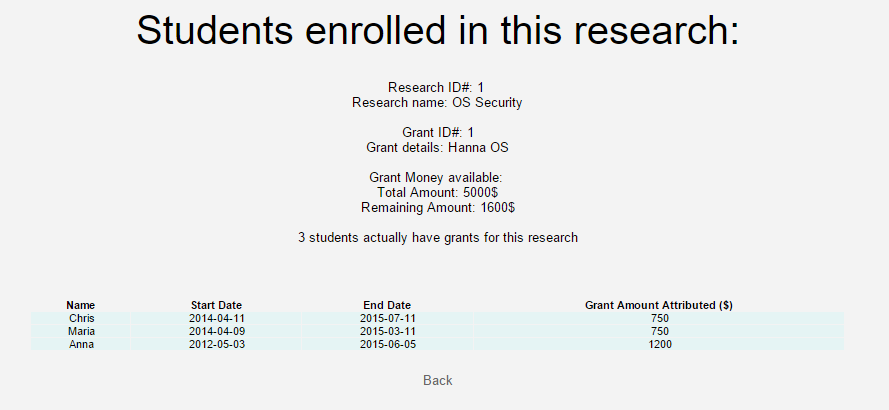 Students enrolled in this research:
Research ID#: 1
Research name: OS Security
Grant ID#: 1
Grant details: Hanna OS
Grant Money available:
Total Amount: 5000$
Remaining Amount: 1600$
3 students actually have grants for this research
Name Start Date End Date Grant Amount Attributed ($)
Chris 2014-04-11 2015-07-11 750
Maria 2014-04-09 2015-03-11 750
Anna 2012-05-03 2015-06-05 1200
Back